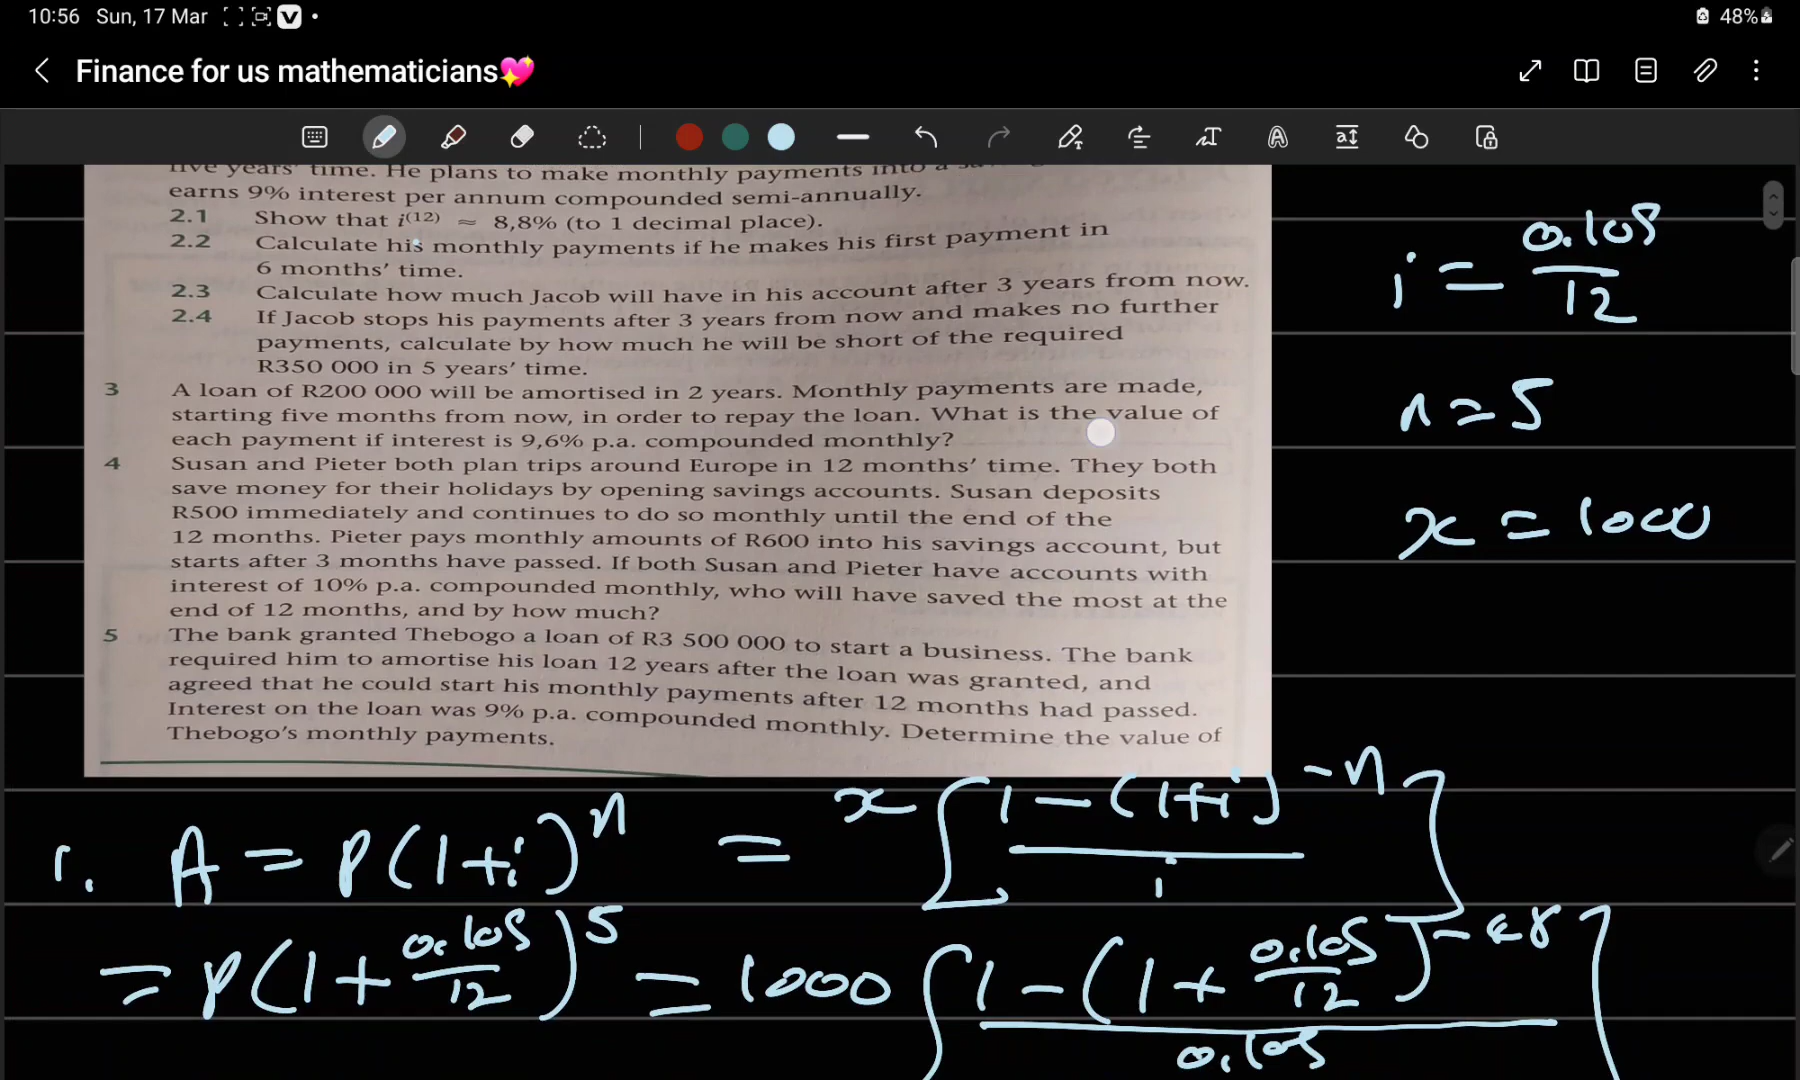 10:56 Sun, 17 Mar
48%
Finance for us mathematicians💖
five years' time. He plans to make monthly payments into a
earns 9% interest per annum compounded semi-annually.
2.1 Show that i(12) ≈ 8,8% (to 1 decimal place).
2.2 Calculate his monthly payments if he makes his first payment in
6 months' time.
2.3 Calculate how much Jacob will have in his account after 3 years from now.
2.4 If Jacob stops his payments after 3 years from now and makes no further
payments, calculate by how much he will be short of the required
R350 000 in 5 years' time.
3 A loan of R200 000 will be amortised in 2 years. Monthly payments are made,
starting five months from now, in order to repay the loan. What is the value of
each payment if interest is 9,6% p.a. compounded monthly?
4 Susan and Pieter both plan trips around Europe in 12 months' time. They both
save money for their holidays by opening savings accounts. Susan deposits
R500 immediately and continues to do so monthly until the end of the
12 months. Pieter pays monthly amounts of R600 into his savings account, but
starts after 3 months have passed. If both Susan and Pieter have accounts with
interest of 10% p.a. compounded monthly, who will have saved the most at the
end of 12 months, and by how much?
5 The bank granted Thebogo a loan of R3 500 000 to start a business. The bank
required him to amortise his loan 12 years after the loan was granted, and
agreed that he could start his monthly payments after 12 months had passed.
Interest on the loan was 9% p.a. compounded monthly. Determine the value of
Thebogo's monthly payments.
i = 0.105/12
n = 5
x = 1000
1. A = P(1+i)^n = x[1-(1+i)^-n / i]
= P(1+0.105/12)^5 = 1000[1-(1+0.105/12)^-48
0.105